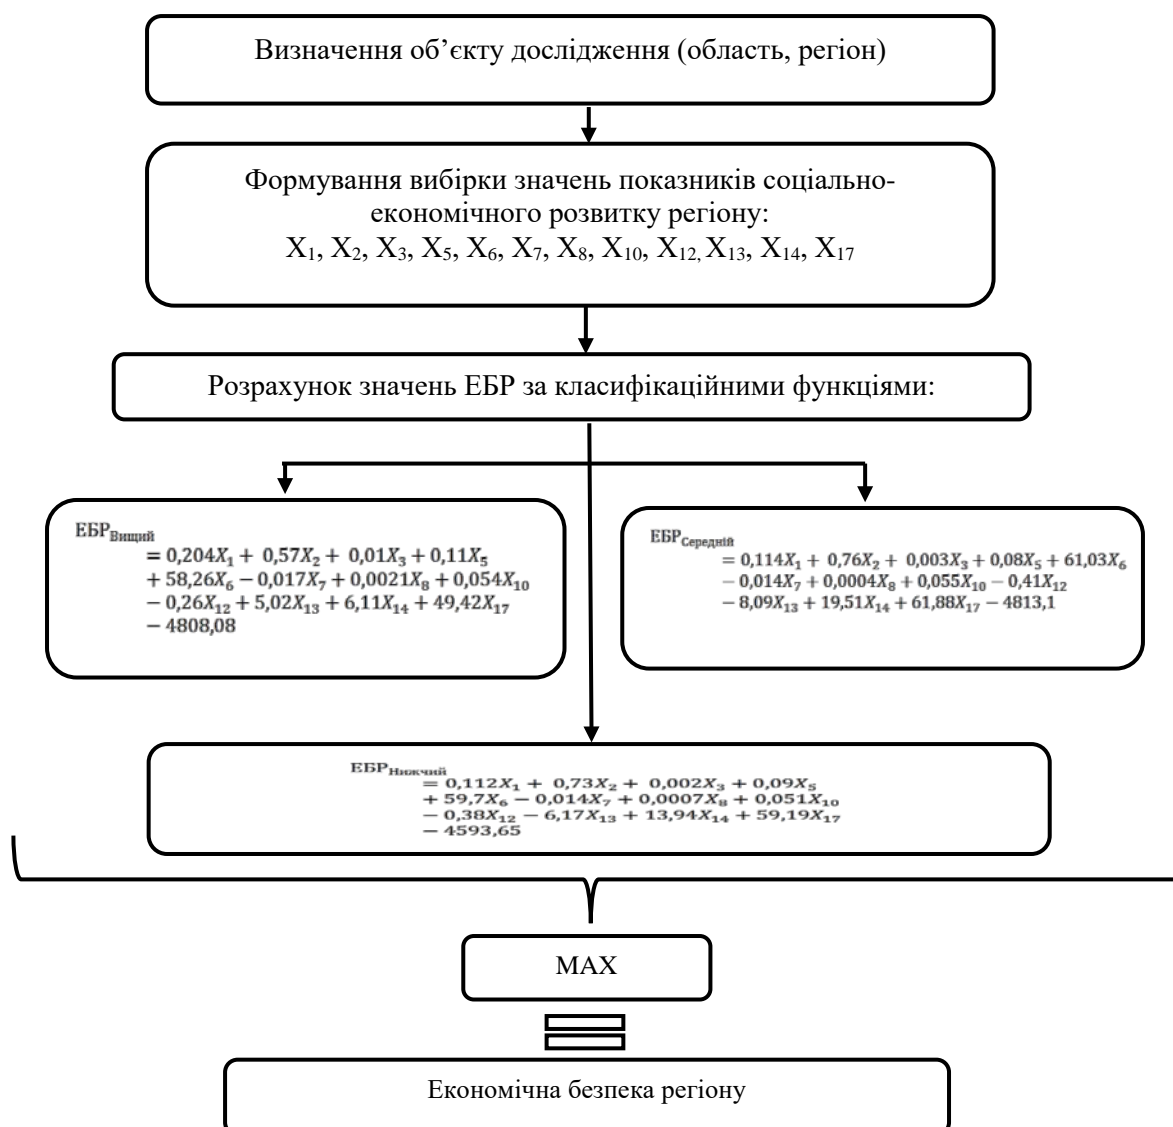 Визначення об’єкту дослідження (область, регіон)
Формування вибірки значень показників соціально-
економічного розвитку регіону:
X₁, X₂, X₃, X₅, X₆, X₇, X₈, X₁₀, X₁₂, X₁₃, X₁₄, X₁₇
Розрахунок значень ЕБР за класифікаційними функціями:
ЕБР_Вищий
= 0,204X₁ + 0,57X₂ + 0,01X₃ + 0,11X₅
+ 58,26X₆ − 0,017X₇ + 0,0021X₈ + 0,054X₁₀
− 0,26X₁₂ + 5,02X₁₃ + 6,11X₁₄ + 49,42X₁₇
− 4808,08
ЕБР_Середній
= 0,114X₁ + 0,76X₂ + 0,003X₃ + 0,08X₅ + 61,03X₆
− 0,014X₇ + 0,0004X₈ + 0,055X₁₀ − 0,41X₁₂
− 8,09X₁₃ + 19,51X₁₄ + 61,88X₁₇ − 4813,1
ЕБР_Нижчий
= 0,112X₁ + 0,73X₂ + 0,002X₃ + 0,09X₅
+ 59,7X₆ − 0,014X₇ + 0,0007X₈ + 0,051X₁₀
− 0,38X₁₂ − 6,17X₁₃ + 13,94X₁₄ + 59,19X₁₇
− 4593,65
МАХ
Економічна безпека регіону